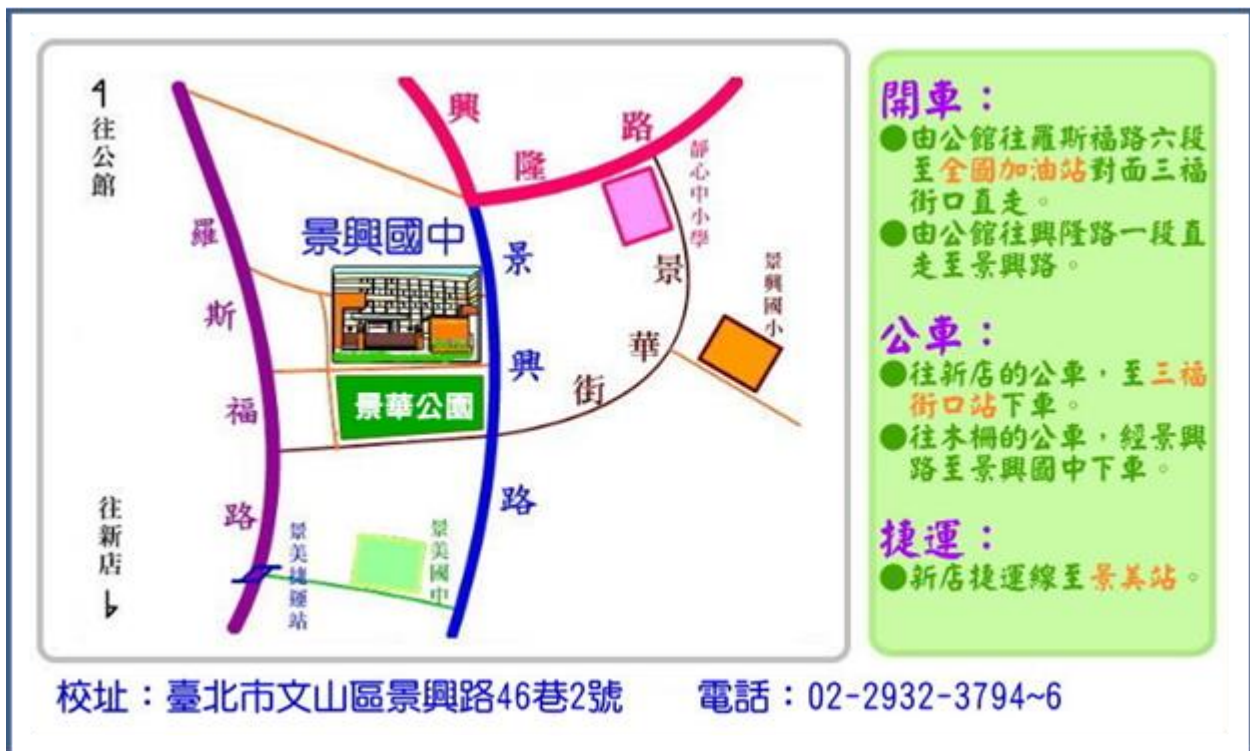 往公館
羅斯福路
往新店
興隆路
靜心中小學
景興國中
景興路
景華街
景興國小
景華公園
景美捷運站
景美國中
開車：
●由公館往羅斯福路六段
至全國加油站對面三福
街口直走。
●由公館往興隆路一段直
走至景興路。
公車：
●往新店的公車，至三福
街口站下車。
●往木柵的公車，經景興
路至景興國中下車。
捷運：
●新店捷運線至景美站。
校址：臺北市文山區景興路46巷2號
電話：02-2932-3794~6